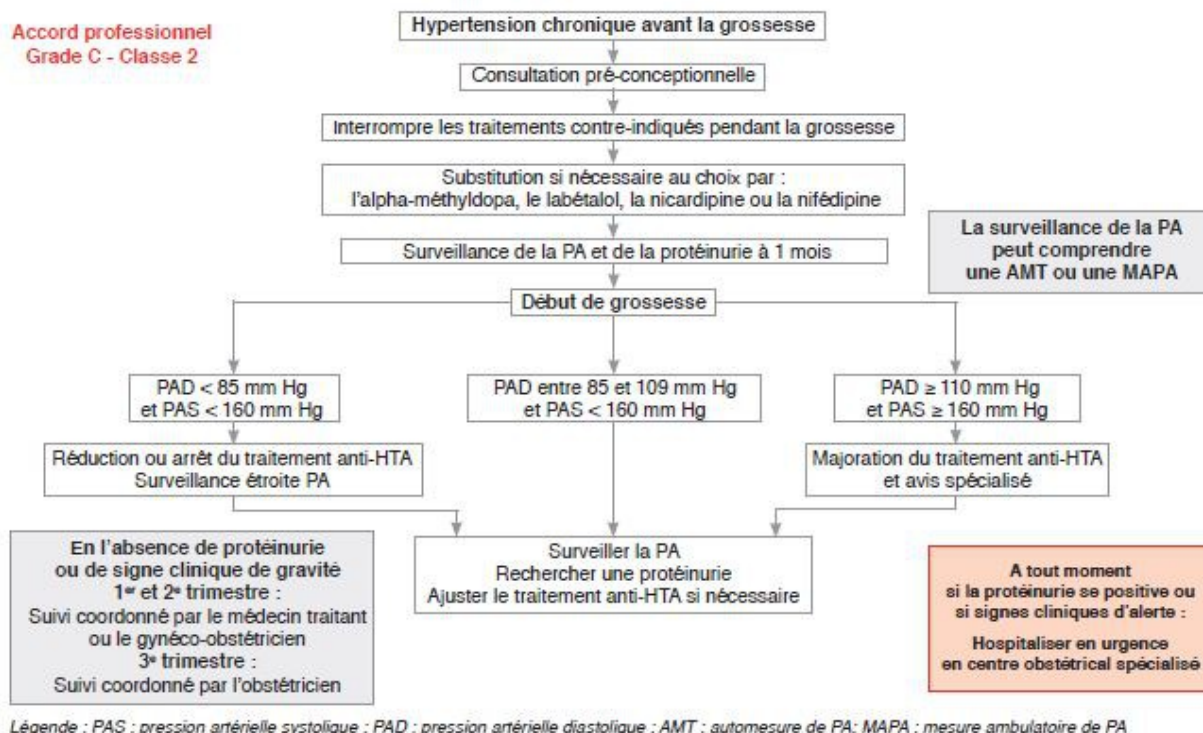 Accord professionnel
Grade C - Classe 2
Hypertension chronique avant la grossesse
Consultation pré-conceptionnelle
Interrompre les traitements contre-indiqués pendant la grossesse
Substitution si nécessaire au choix par :
l'alpha-méthyldopa, le labétalol, la nicardipine ou la nifédipine
Surveillance de la PA et de la protéinurie à 1 mois
La surveillance de la PA
peut comprendre
une AMT ou une MAPA
Début de grossesse
PAD < 85 mm Hg
et PAS < 160 mm Hg
PAD entre 85 et 109 mm Hg
et PAS < 160 mm Hg
PAD ≥ 110 mm Hg
et PAS ≥ 160 mm Hg
Réduction ou arrêt du traitement anti-HTA
Surveillance étroite PA
Majoration du traitement anti-HTA
et avis spécialisé
En l'absence de protéinurie
ou de signe clinique de gravité
1er et 2e trimestre :
Suivi coordonné par le médecin traitant
ou le gynéco-obstétricien
3e trimestre :
Suivi coordonné par l'obstétricien
Surveiller la PA
Rechercher une protéinurie
Ajuster le traitement anti-HTA si nécessaire
A tout moment
si la protéinurie se positive ou
si signes cliniques d'alerte :
Hospitaliser en urgence
en centre obstétrical spécialisé
Légende : PAS : pression artérielle systolique ; PAD : pression artérielle diastolique ; AMT : automesure de PA; MAPA : mesure ambulatoire de PA